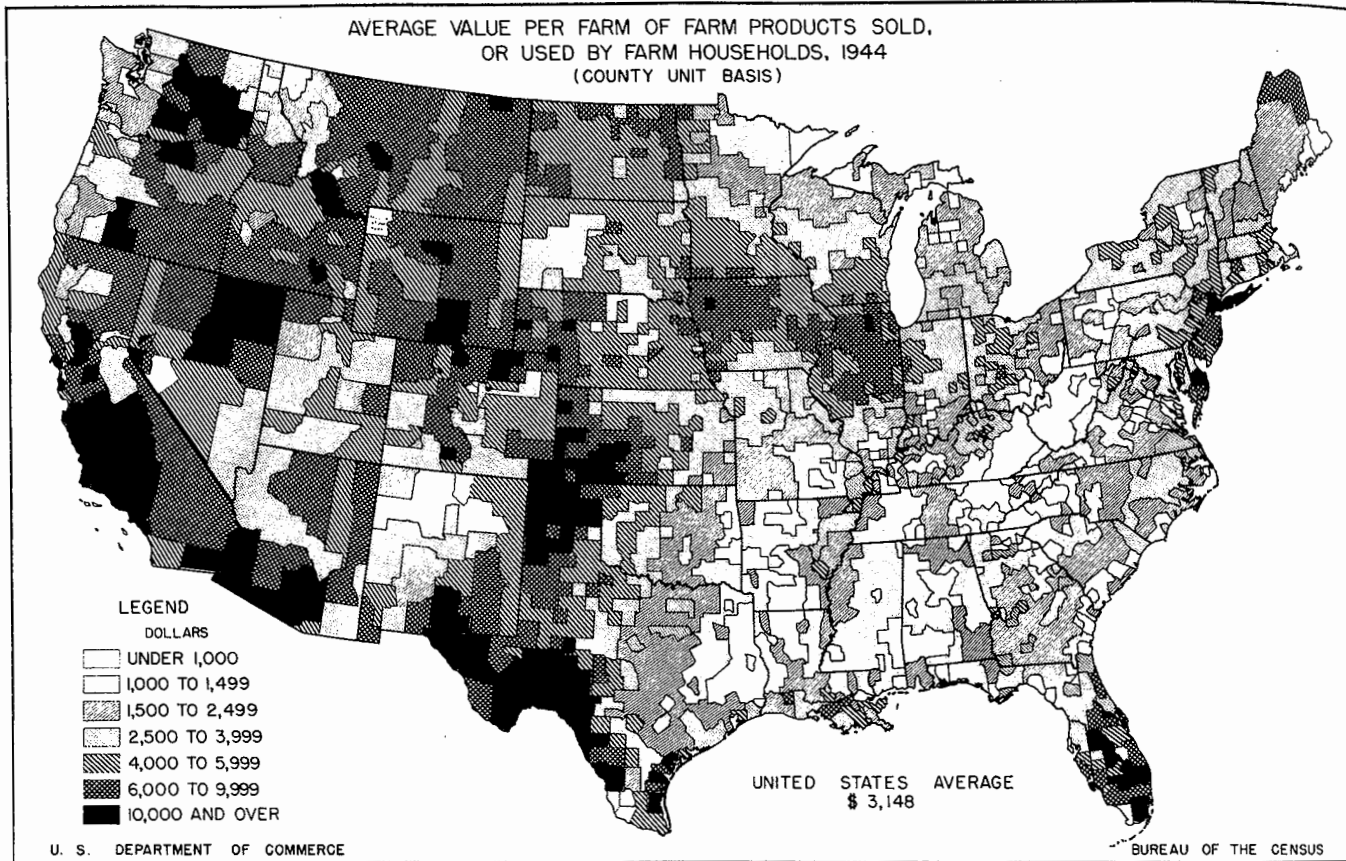 AVERAGE VALUE PER FARM OF FARM PRODUCTS SOLD,
OR USED BY FARM HOUSEHOLDS, 1944
(COUNTY UNIT BASIS)
LEGEND
DOLLARS
UNDER 1,000
1,000 TO 1,499
1,500 TO 2,499
2,500 TO 3,999
4,000 TO 5,999
6,000 TO 9,999
10,000 AND OVER
UNITED STATES AVERAGE
$ 3,148
U. S. DEPARTMENT OF COMMERCE
BUREAU OF THE CENSUS